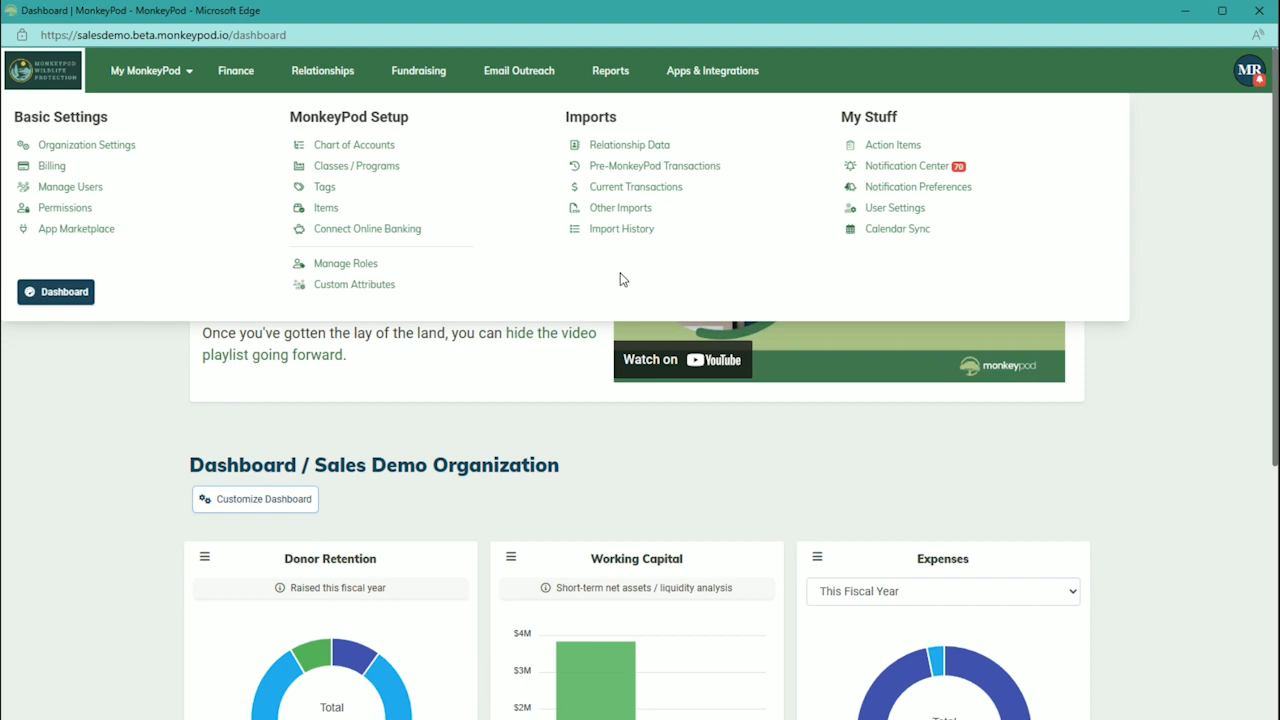 Dashboard | MonkeyPod - MonkeyPod - Microsoft Edge
https://salesdemo.beta.monkeypod.io/dashboard
MONKEYPOD
WILDLIFE
PROTECTION
My MonkeyPod
Finance
Relationships
Fundraising
Email Outreach
Reports
Apps & Integrations
MR
Basic Settings
Organization Settings
Billing
Manage Users
Permissions
App Marketplace
Dashboard
MonkeyPod Setup
Chart of Accounts
Classes / Programs
Tags
Items
Connect Online Banking
Manage Roles
Custom Attributes
Imports
Relationship Data
Pre-MonkeyPod Transactions
Current Transactions
Other Imports
Import History
My Stuff
Action Items
Notification Center 70
Notification Preferences
User Settings
Calendar Sync
Once you've gotten the lay of the land, you can hide the video
playlist going forward.
Watch on YouTube
monkeypod
Dashboard / Sales Demo Organization
Customize Dashboard
Donor Retention
Raised this fiscal year
Total
Working Capital
Short-term net assets / liquidity analysis
$4M
$3M
$2M
Expenses
This Fiscal Year